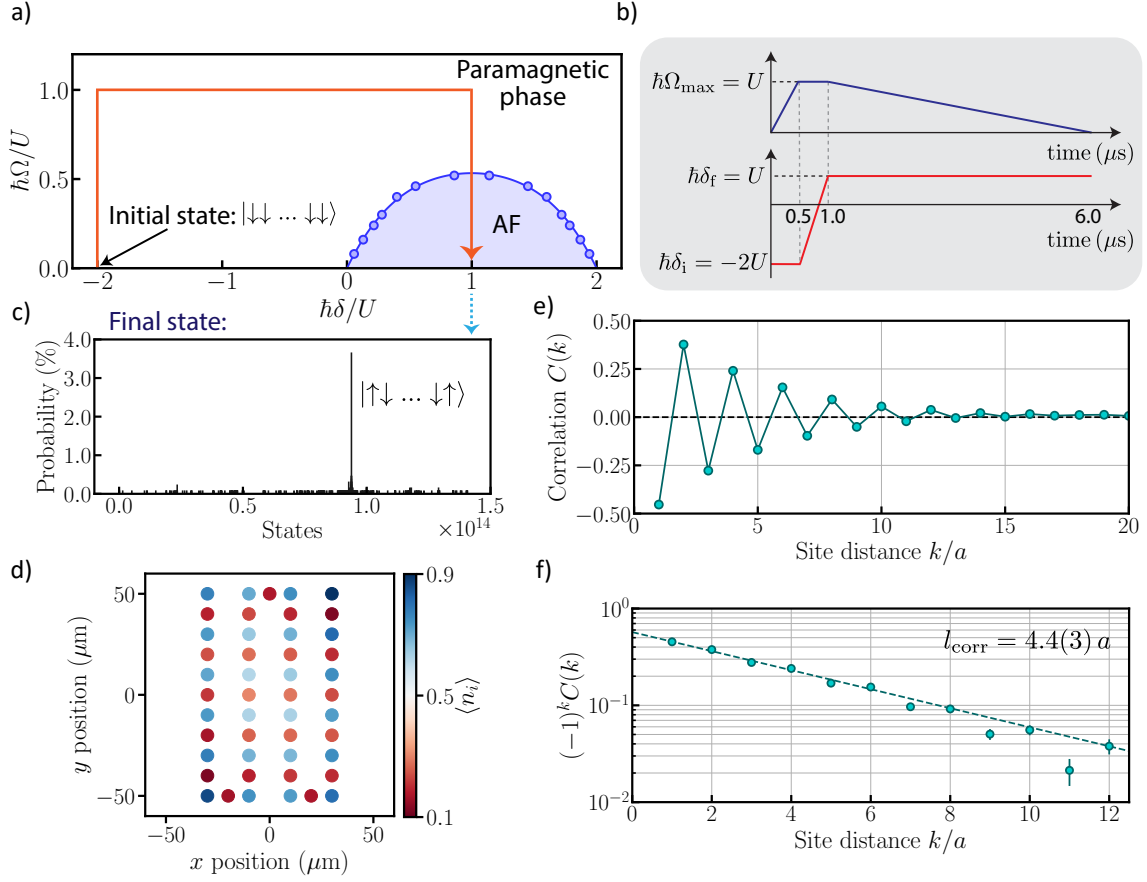 a)
ħΩ/U
1.0
0.5
0.0
−2
−1
0
1
2
ħδ/U
Paramagnetic
phase
Initial state: |↓↓ ... ↓↓⟩
AF
b)
ħΩmax = U
time (μs)
ħδf = U
0.5
1.0
6.0
time (μs)
ħδi = −2U
c)
Final state:
Probability (%)
4.0
3.0
2.0
1.0
0.0
|↑↓ ... ↓↑⟩
0.0
0.5
1.0
1.5
States
×10¹⁴
d)
y position (μm)
50
0
−50
−50
0
50
x position (μm)
0.9
0.5
0.1
⟨nᵢ⟩
e)
Correlation C(k)
0.50
0.25
0.00
−0.25
−0.50
0
5
10
15
20
Site distance k/a
f)
(−1)ᵏC(k)
10⁰
10⁻¹
10⁻²
lcorr = 4.4(3) a
0
2
4
6
8
10
12
Site distance k/a